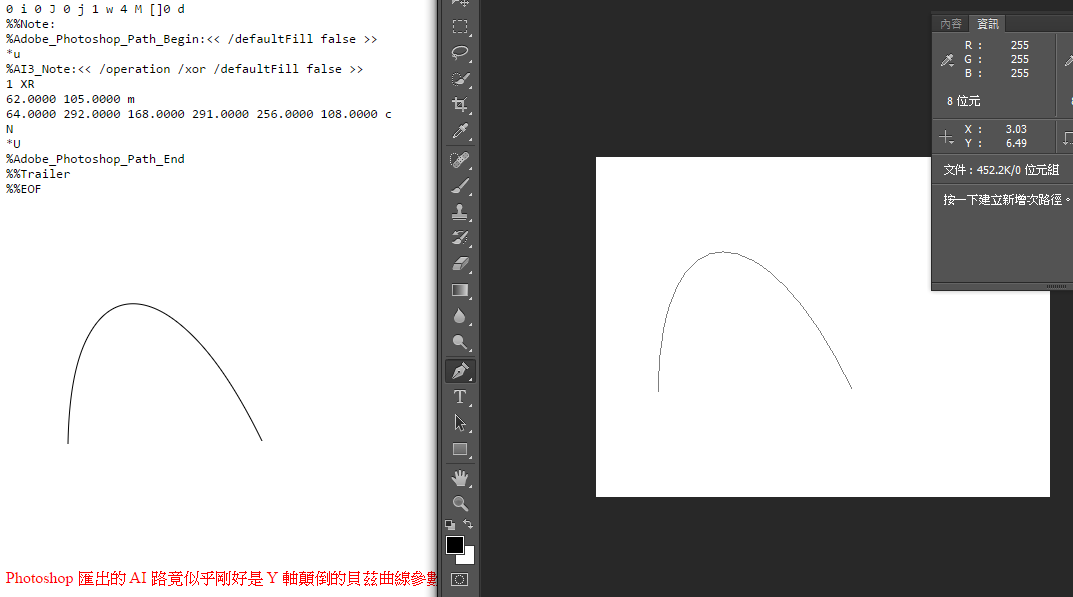 0 i 0 J 0 j 1 w 4 M []0 d
%%Note:
%Adobe_Photoshop_Path_Begin:<< /defaultFill false >>
*u
%AI3_Note:<< /operation /xor /defaultFill false >>
1 XR
62.0000 105.0000 m
64.0000 292.0000 168.0000 291.0000 256.0000 108.0000 c
N
*U
%Adobe_Photoshop_Path_End
%%Trailer
%%EOF
Photoshop 匯出的 AI 路竟似乎剛好是 Y 軸顛倒的貝茲曲線參數
T
內容 資訊
R : 255
G : 255
B : 255
8 位元
X : 3.03
Y : 6.49
文件 : 452.2K/0 位元組
按一下建立新增次路徑。